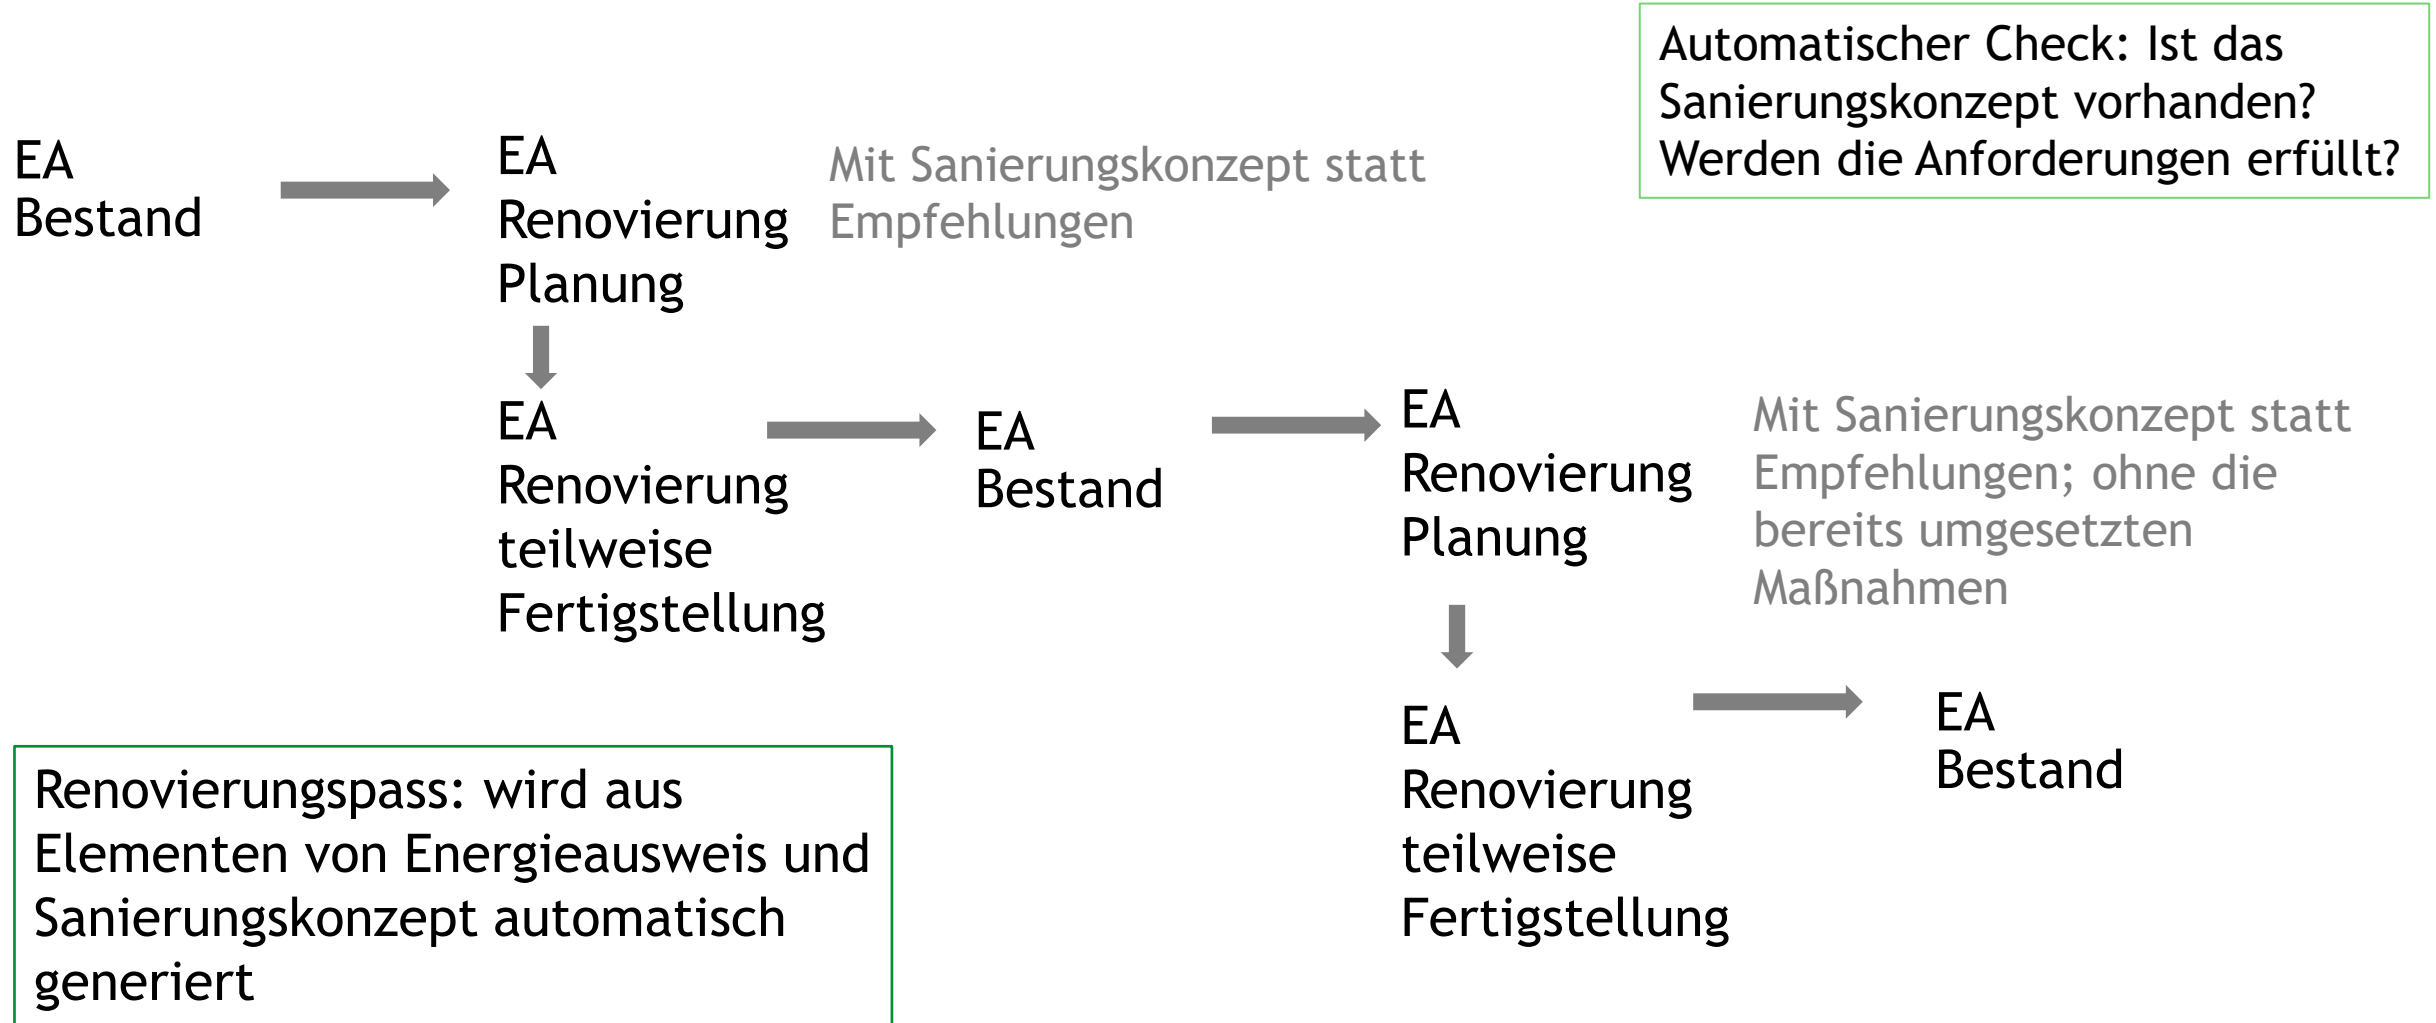 Automatischer Check: Ist das
Sanierungskonzept vorhanden?
Werden die Anforderungen erfüllt?
EA
Bestand
EA
Renovierung
Planung
Mit Sanierungskonzept statt
Empfehlungen
EA
Renovierung
teilweise
Fertigstellung
EA
Bestand
EA
Renovierung
Planung
Mit Sanierungskonzept statt
Empfehlungen; ohne die
bereits umgesetzten
Maßnahmen
EA
Renovierung
teilweise
Fertigstellung
EA
Bestand
Renovierungspass: wird aus
Elementen von Energieausweis und
Sanierungskonzept automatisch
generiert